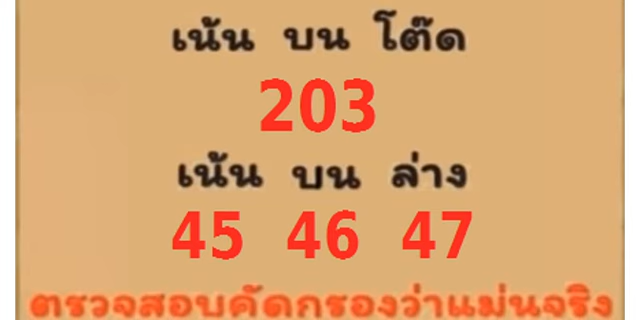 เน้น บน โต๊ด
203
เน้น บน ล่าง
45 46 47
ตรวจสอบคัดกรองว่าแม่นจริง